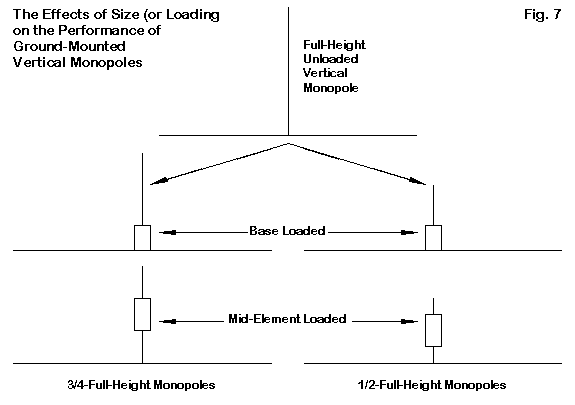 The Effects of Size (or Loading
on the Performance of
Ground-Mounted
Vertical Monopoles
Fig. 7
Full-Height
Unloaded
Vertical
Monopole
Base Loaded
Mid-Element Loaded
3/4-Full-Height Monopoles
1/2-Full-Height Monopoles